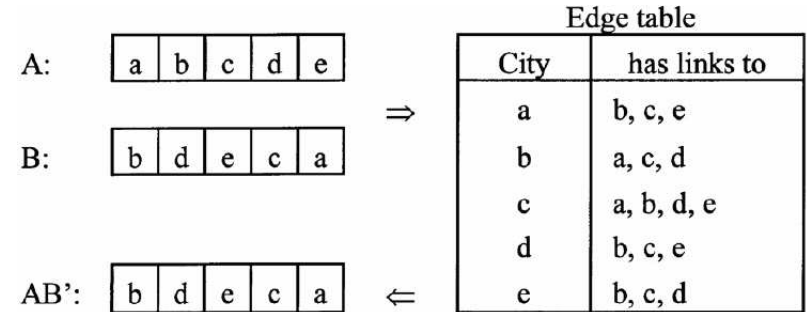 Edge table
City has links to
A: a b c d e
a b, c, e
⇒
b a, c, d
B: b d e c a
c a, b, d, e
d b, c, e
AB’: b d e c a ⇐
e b, c, d